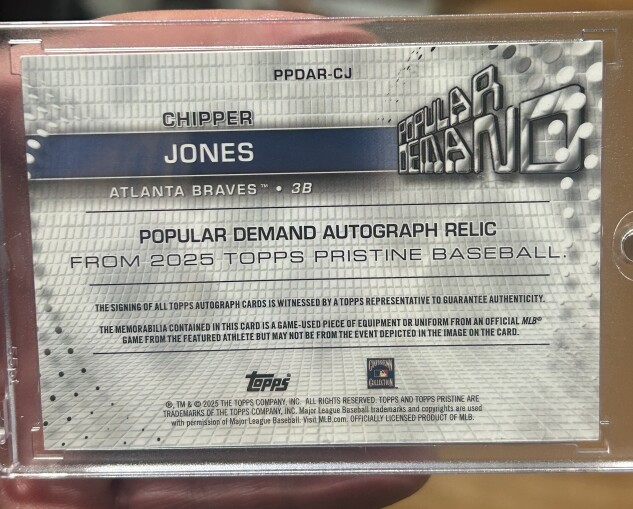 PPDAR-CJ
CHIPPER
JONES
POPULAR
DEMAND
ATLANTA BRAVES™ • 3B
POPULAR DEMAND AUTOGRAPH RELIC
FROM 2025 TOPPS PRISTINE BASEBALL.
THE SIGNING OF ALL TOPPS AUTOGRAPH CARDS IS WITNESSED BY A TOPPS REPRESENTATIVE TO GUARANTEE AUTHENTICITY.
THE MEMORABILIA CONTAINED IN THIS CARD IS A GAME-USED PIECE OF EQUIPMENT OR UNIFORM FROM AN OFFICIAL MLB®
GAME FROM THE FEATURED ATHLETE BUT MAY NOT BE FROM THE EVENT DEPICTED IN THE IMAGE ON THE CARD.
Topps®
COOPERSTOWN
COLLECTION
®, TM & © 2025 THE TOPPS COMPANY, INC. ALL RIGHTS RESERVED. TOPPS AND TOPPS PRISTINE ARE
TRADEMARKS OF THE TOPPS COMPANY, INC. Major League Baseball trademarks and copyrights are used
with permission of Major League Baseball. Visit MLB.com. OFFICIALLY LICENSED PRODUCT OF MLB.